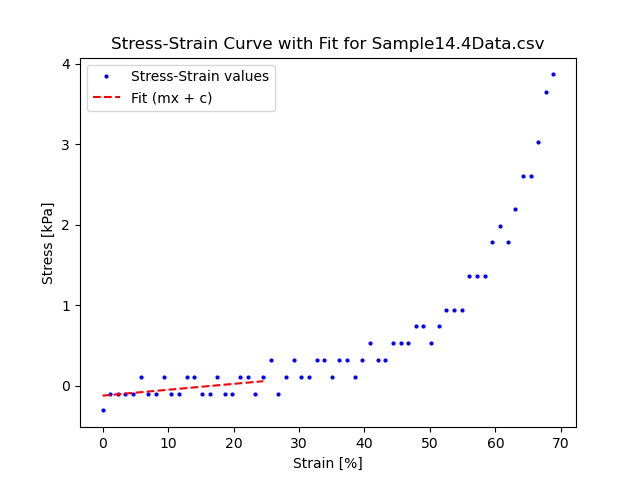 Stress-Strain Curve with Fit for Sample14.4Data.csv
Stress-Strain values
Fit (mx + c)
4
3
2
1
0
Stress [kPa]
0 10 20 30 40 50 60 70
Strain [%]